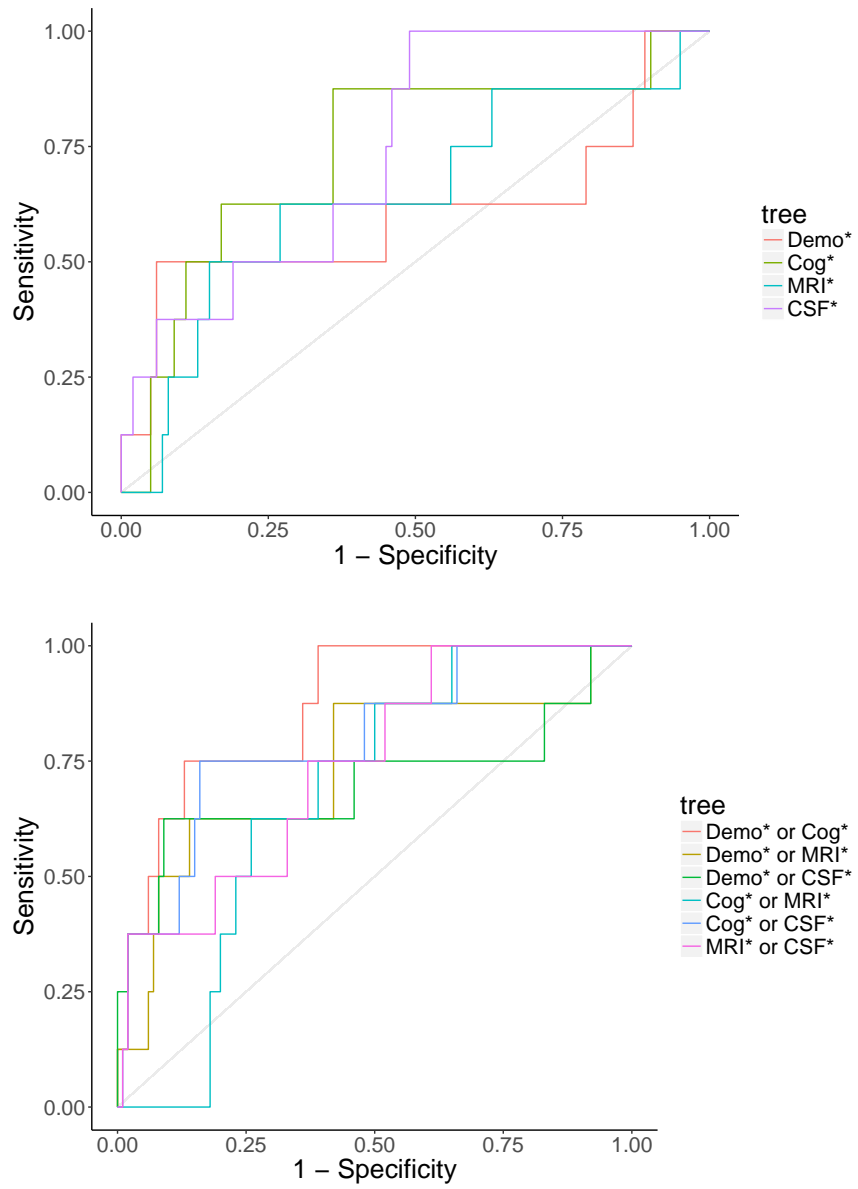 1.00
0.75
0.50
0.25
0.00
Sensitivity
0.00 0.25 0.50 0.75 1.00
1 − Specificity
tree
Demo*
Cog*
MRI*
CSF*
1.00
0.75
0.50
0.25
0.00
Sensitivity
0.00 0.25 0.50 0.75 1.00
1 − Specificity
tree
Demo* or Cog*
Demo* or MRI*
Demo* or CSF*
Cog* or MRI*
Cog* or CSF*
MRI* or CSF*